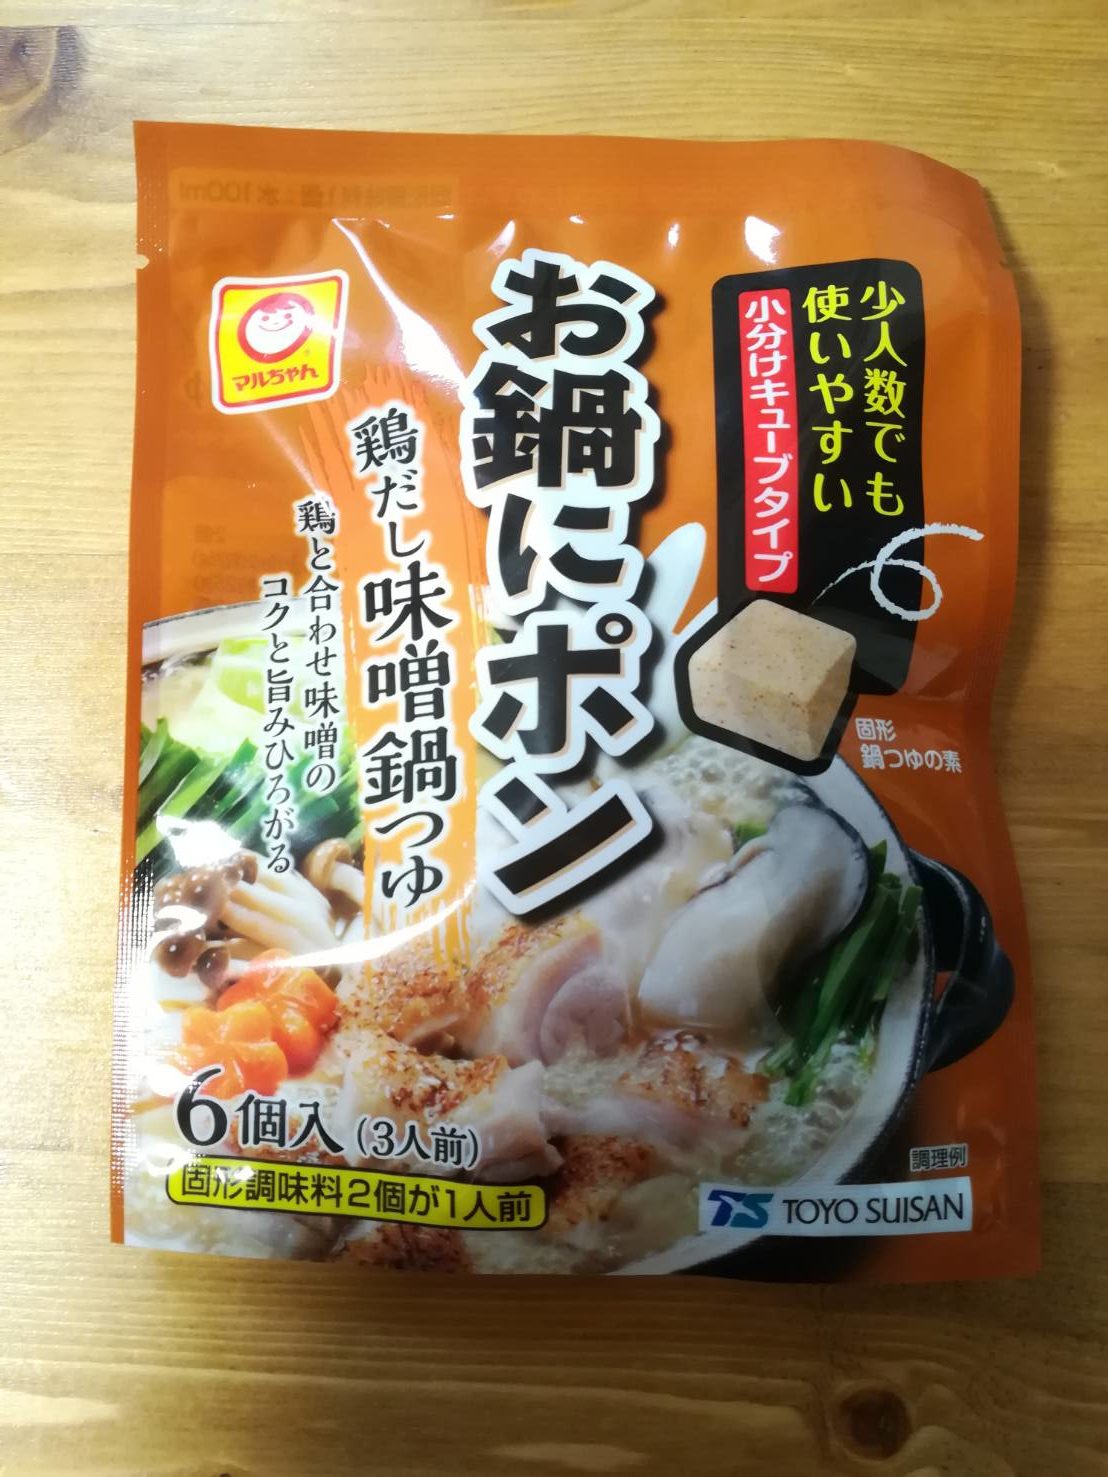 マルちゃん
お鍋にポン
鶏だし味噌鍋つゆ
鶏と合わせ味噌の
コクと旨みひろがる
少人数でも
使いやすい
小分けキューブタイプ
固形
鍋つゆの素
6個入(3人前)
固形調味料2個が1人前
調理例
TS TOYO SUISAN